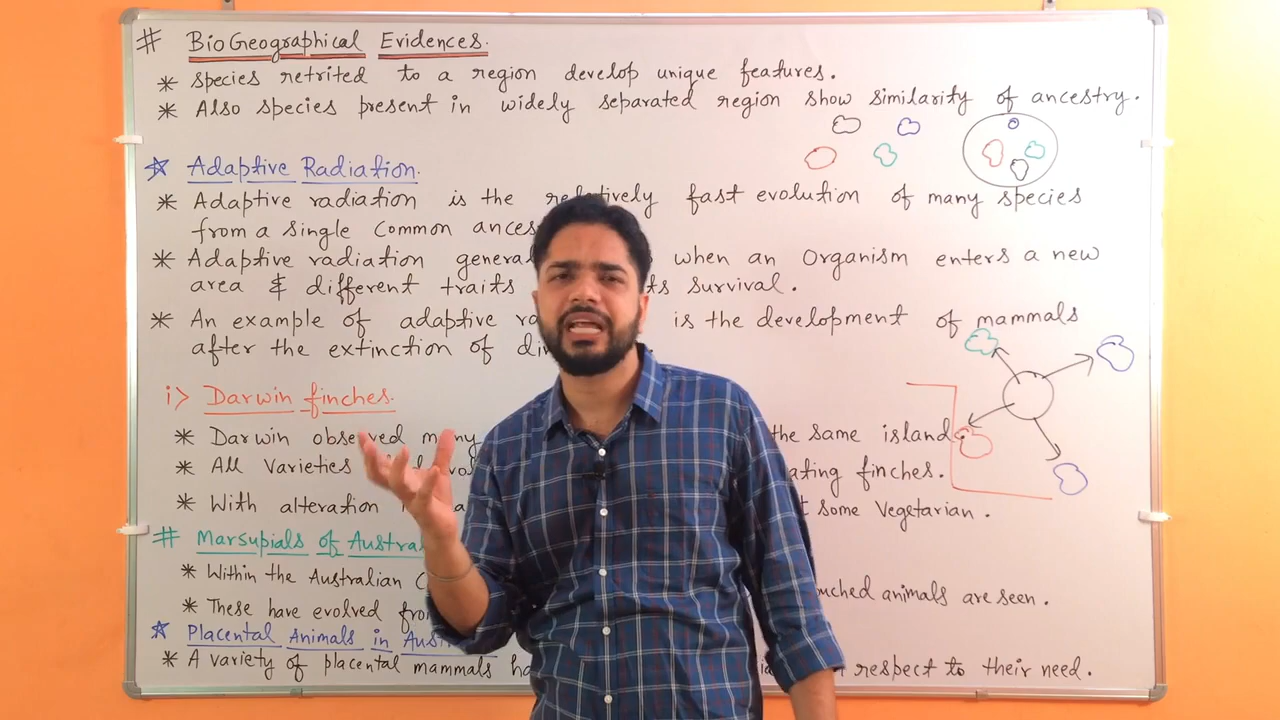 # BioGeographical Evidences.
* species retrited to a region develop unique features.
* Also species present in widely separated region show similarity of ancestry.
☆ Adaptive Radiation.
* Adaptive radiation is the relatively fast evolution of many species
from a single common
* Adaptive radiation when an organism enters a new
area & different traits survival.
* An example of adaptive is the development of mammals
after the extinction of
i> Darwin finches.
* Darwin observed many the same island
* All varieties finches.
* With alteration some Vegetarian.
# Marsupials of
* Within the Australian animals are seen.
* These have evolved
☆ Placental Animals in
* A variety of placental mammals respect to their need.